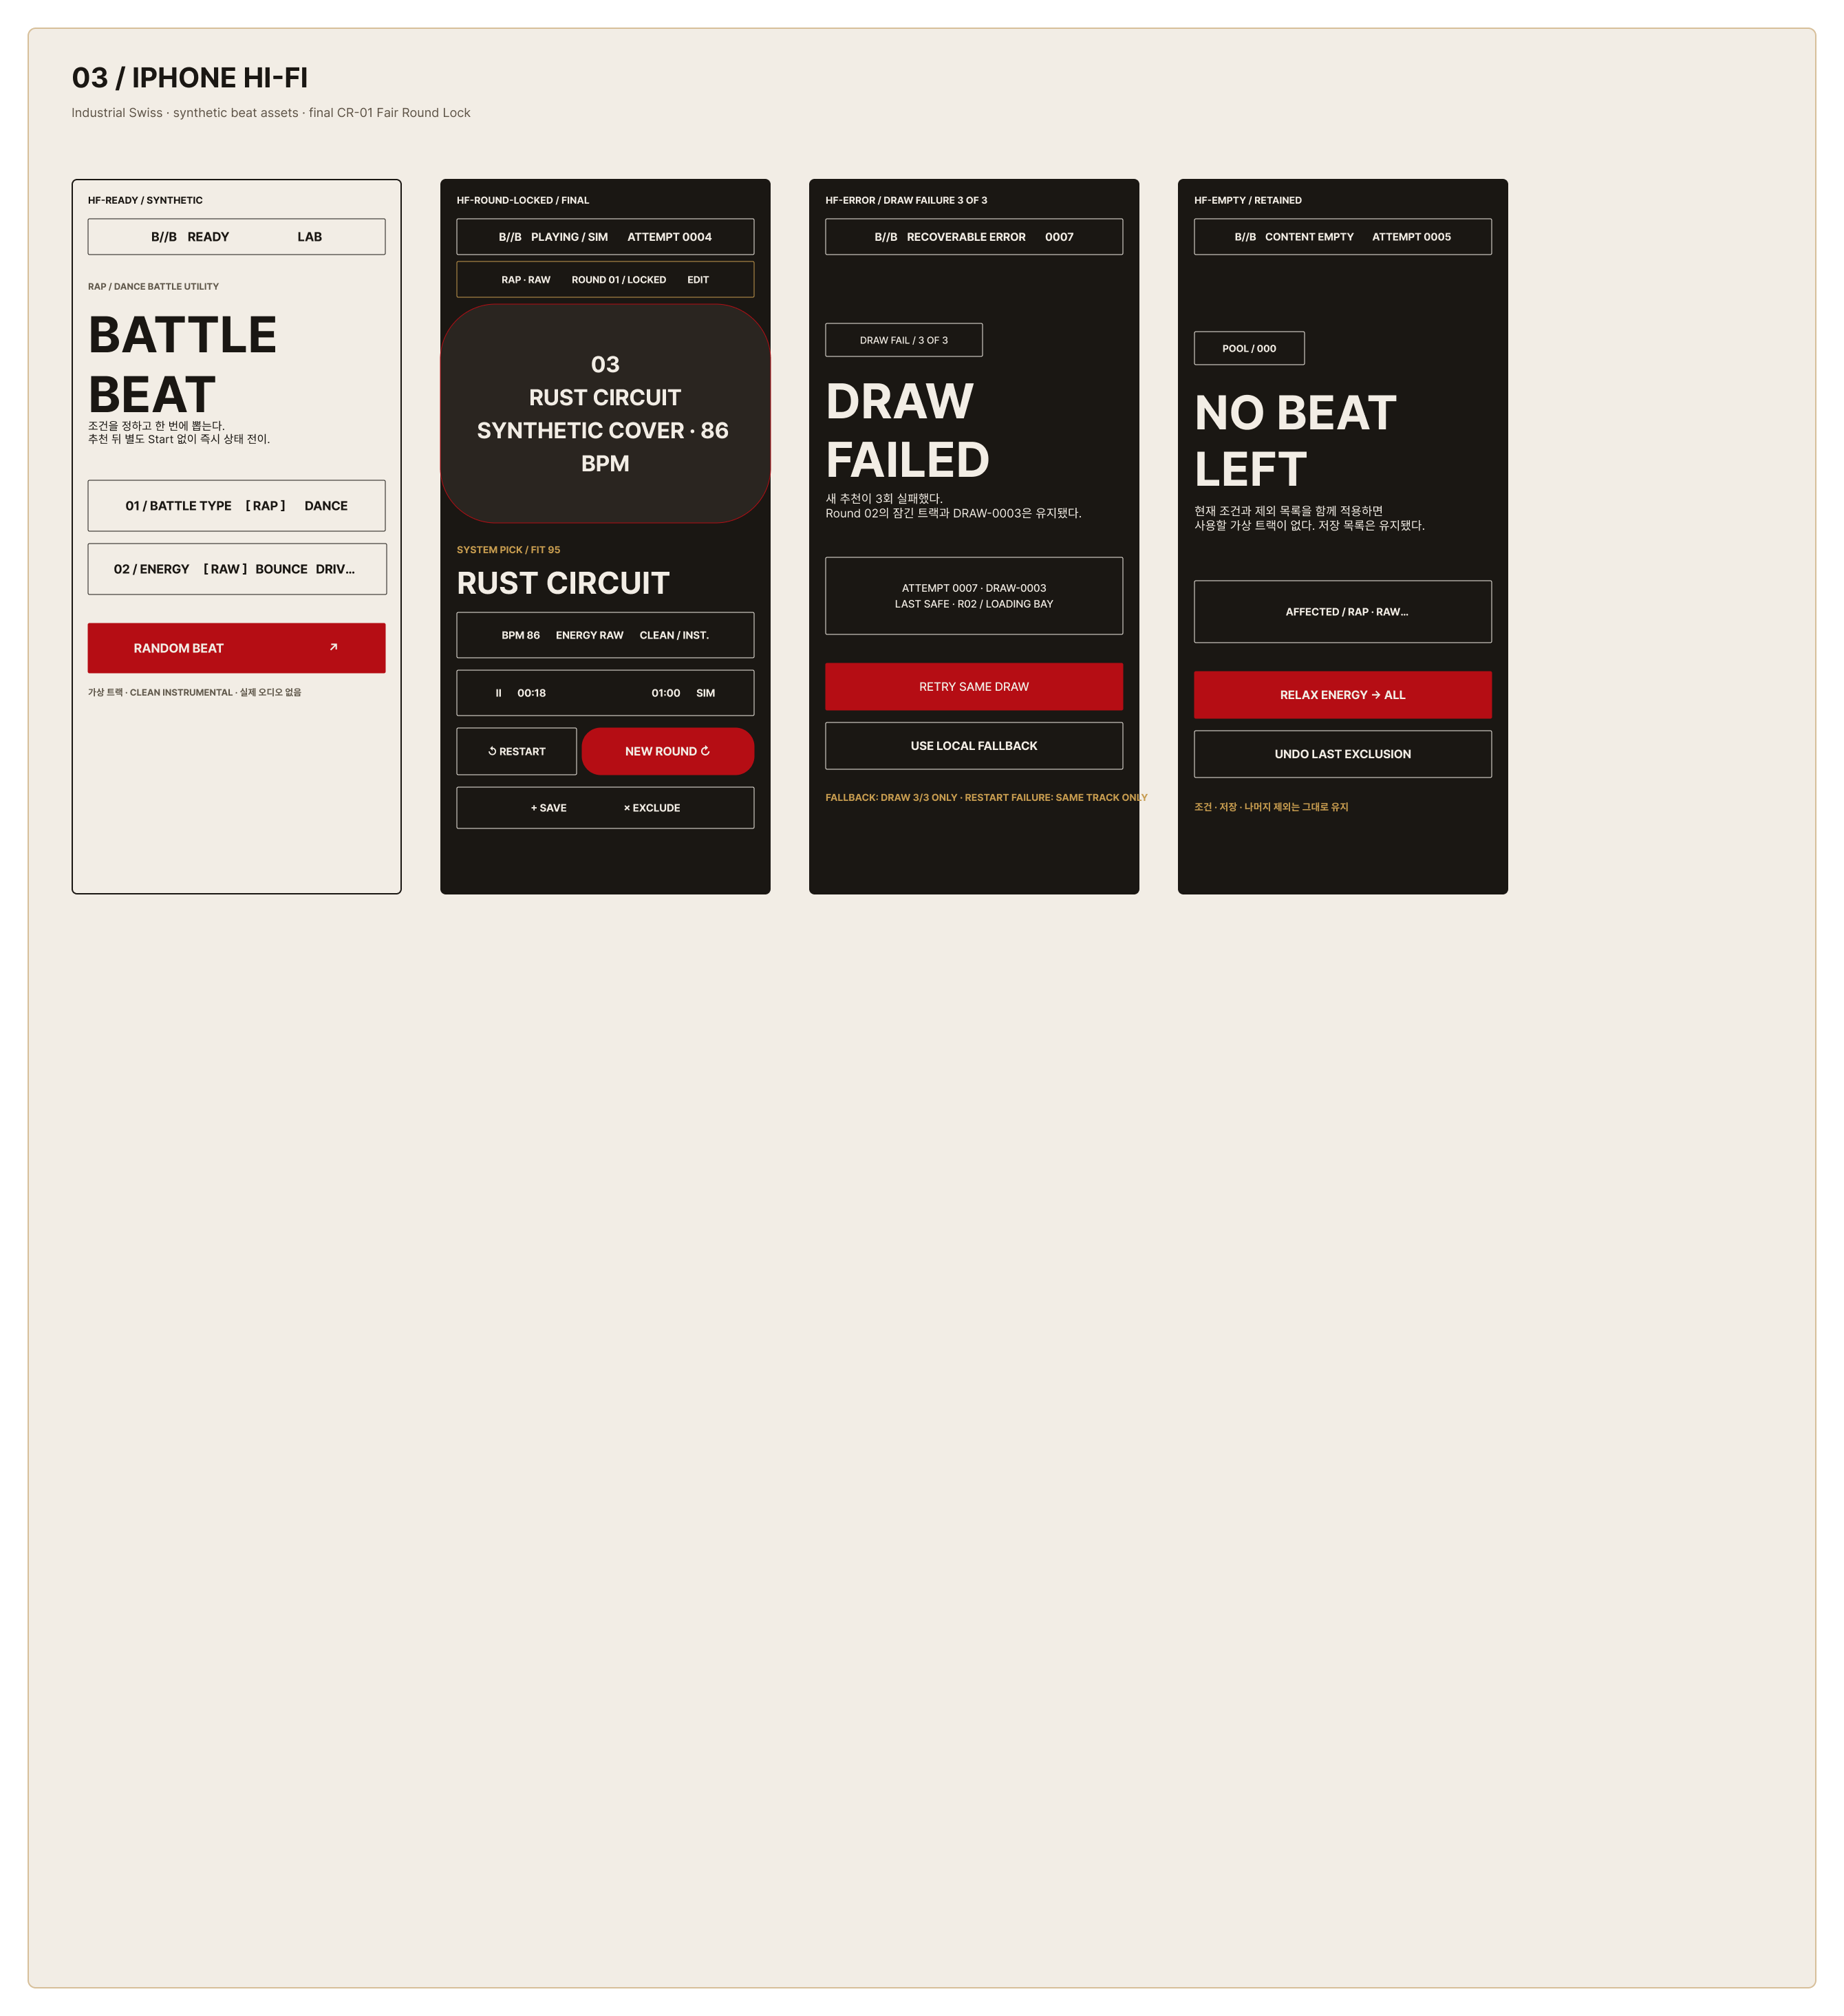 03 / IPHONE HI-FI
Industrial Swiss · synthetic beat assets · final CR-01 Fair Round Lock
HF-READY / SYNTHETIC
B//B READY LAB
RAP / DANCE BATTLE UTILITY
BATTLE
BEAT
조건을 정하고 한 번에 뽑는다.
추천 뒤 별도 Start 없이 즉시 상태 전이.
01 / BATTLE TYPE [ RAP ] DANCE
02 / ENERGY [ RAW ] BOUNCE DRIV...
RANDOM BEAT ↗
가상 트랙 · CLEAN INSTRUMENTAL · 실제 오디오 없음
HF-ROUND-LOCKED / FINAL
B//B PLAYING / SIM ATTEMPT 0004
RAP · RAW ROUND 01 / LOCKED EDIT
03
RUST CIRCUIT
SYNTHETIC COVER · 86
BPM
SYSTEM PICK / FIT 95
RUST CIRCUIT
BPM 86 ENERGY RAW CLEAN / INST.
II 00:18 01:00 SIM
↺ RESTART
NEW ROUND ↻
+ SAVE × EXCLUDE
HF-ERROR / DRAW FAILURE 3 OF 3
B//B RECOVERABLE ERROR 0007
DRAW FAIL / 3 OF 3
DRAW
FAILED
새 추천이 3회 실패했다.
Round 02의 잠긴 트랙과 DRAW-0003은 유지됐다.
ATTEMPT 0007 · DRAW-0003
LAST SAFE · R02 / LOADING BAY
RETRY SAME DRAW
USE LOCAL FALLBACK
FALLBACK: DRAW 3/3 ONLY · RESTART FAILURE: SAME TRACK ONLY
HF-EMPTY / RETAINED
B//B CONTENT EMPTY ATTEMPT 0005
POOL / 000
NO BEAT
LEFT
현재 조건과 제외 목록을 함께 적용하면
사용할 가상 트랙이 없다. 저장 목록은 유지됐다.
AFFECTED / RAP · RAW...
RELAX ENERGY → ALL
UNDO LAST EXCLUSION
조건 · 저장 · 나머지 제외는 그대로 유지